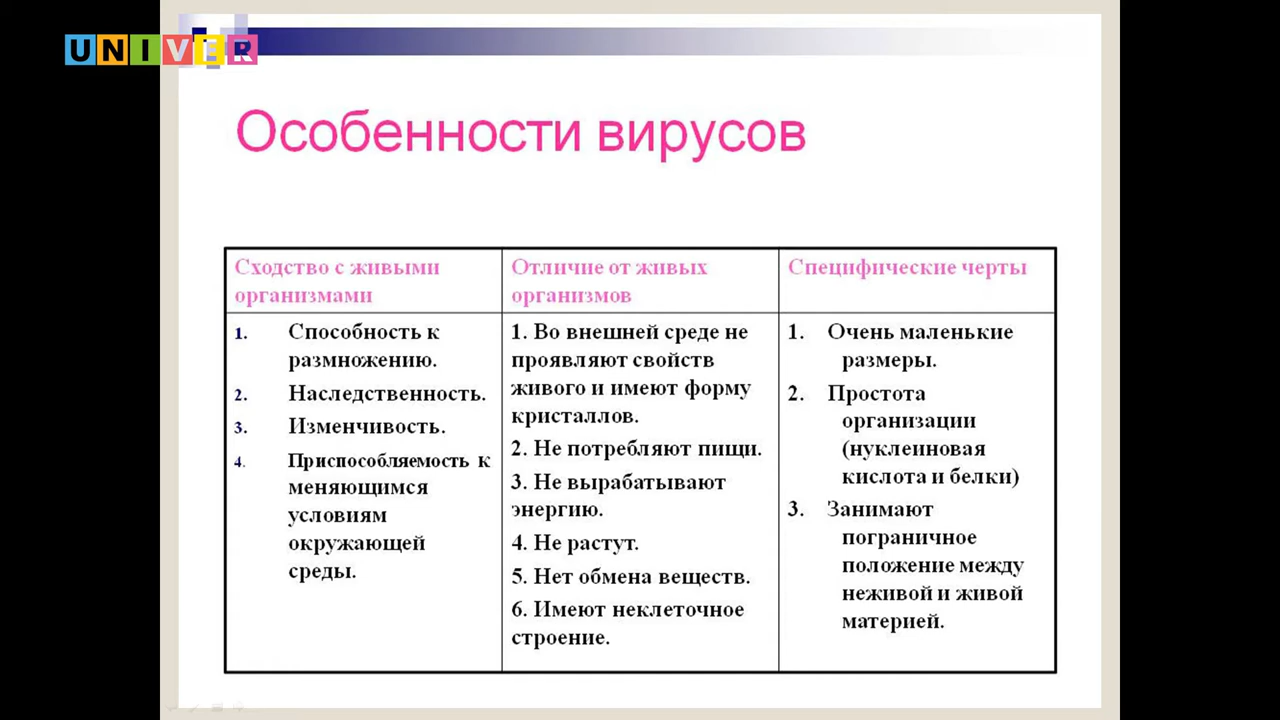 UNIVER
Особенности вирусов
Сходство с живыми
организмами
1. Способность к
размножению.
2. Наследственность.
3. Изменчивость.
4. Приспособляемость к
меняющимся
условиям
окружающей
среды.
Отличие от живых
организмов
1. Во внешней среде не
проявляют свойств
живого и имеют форму
кристаллов.
2. Не потребляют пищи.
3. Не вырабатывают
энергию.
4. Не растут.
5. Нет обмена веществ.
6. Имеют неклеточное
строение.
Специфические черты
1. Очень маленькие
размеры.
2. Простота
организации
(нуклеиновая
кислота и белки)
3. Занимают
пограничное
положение между
неживой и живой
материей.